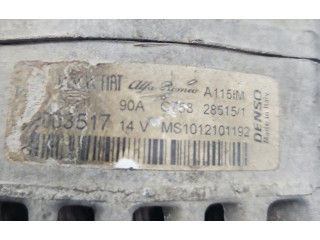 FIAT Alfa Romeo A115IM
90A 28515/1
003517 14 V MS1012101192
DENSO
Made in Italy